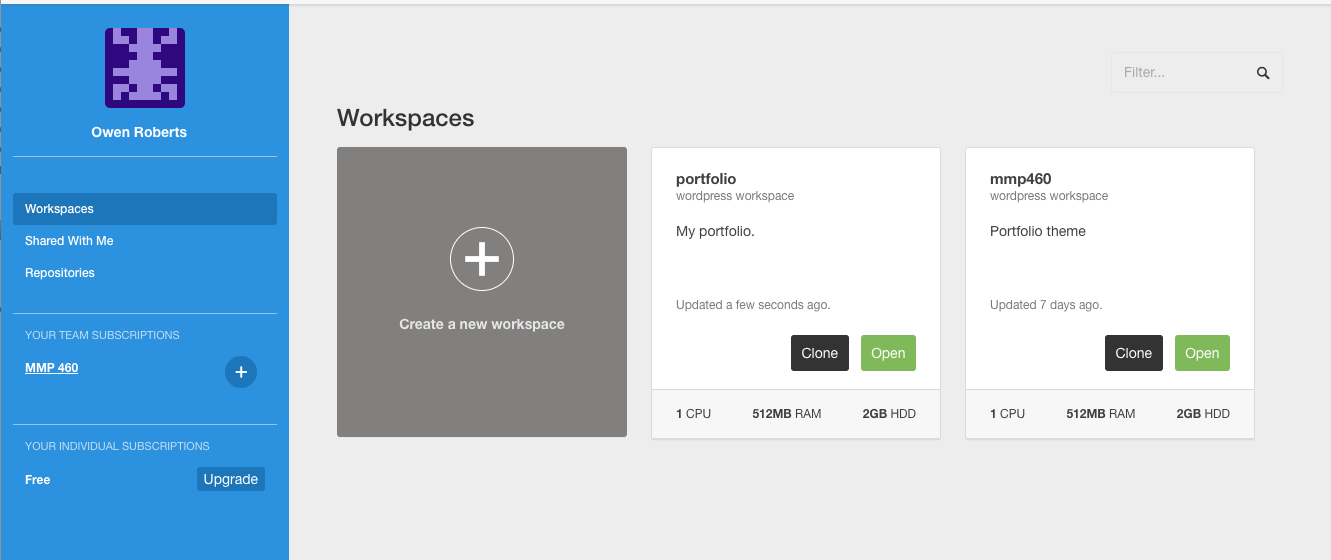 Owen Roberts
Workspaces
Shared With Me
Repositories
YOUR TEAM SUBSCRIPTIONS
MMP 460
YOUR INDIVIDUAL SUBSCRIPTIONS
Free Upgrade
Filter...
Workspaces
Create a new workspace
portfolio
wordpress workspace
My portfolio.
Updated a few seconds ago.
Clone Open
1 CPU 512MB RAM 2GB HDD
mmp460
wordpress workspace
Portfolio theme
Updated 7 days ago.
Clone Open
1 CPU 512MB RAM 2GB HDD